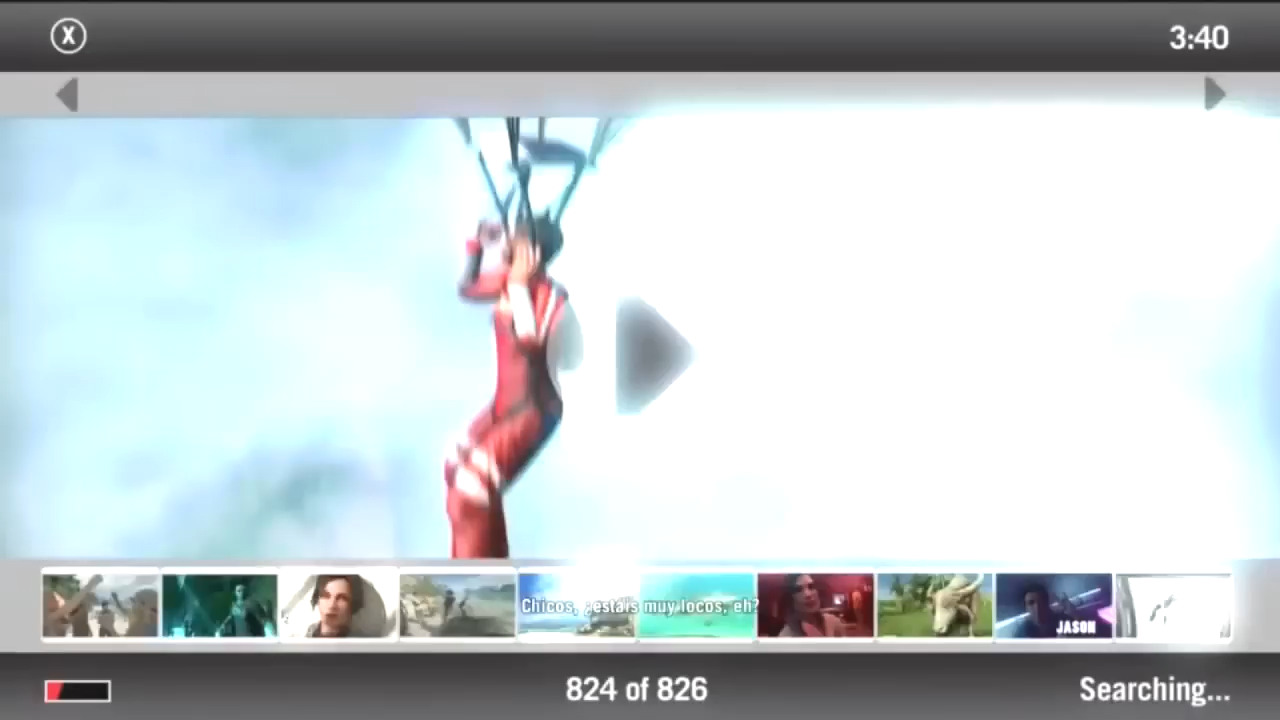 X
3:40
Chicos, ¿estáis muy locos, eh?
JASON
824 of 826
Searching...